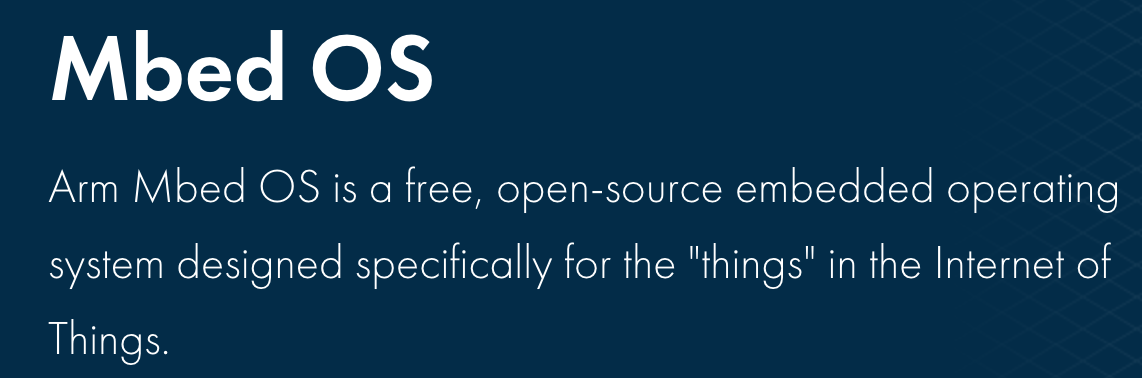 Mbed OS
Arm Mbed OS is a free, open-source embedded operating
system designed specifically for the "things" in the Internet of
Things.